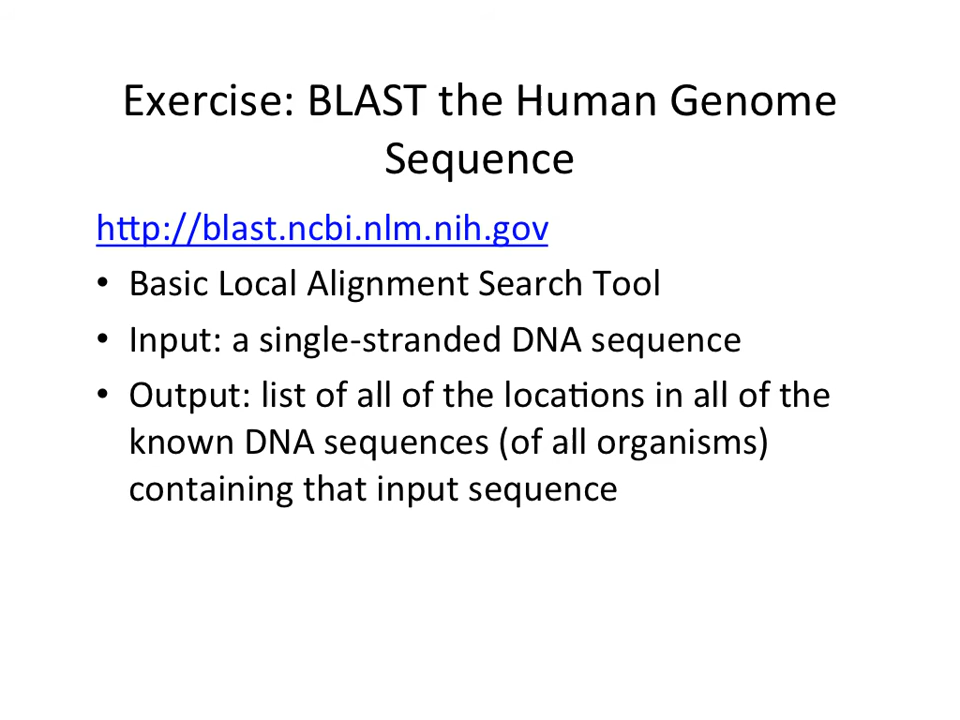 Exercise: BLAST the Human Genome
Sequence
http://blast.ncbi.nlm.nih.gov
• Basic Local Alignment Search Tool
• Input: a single-stranded DNA sequence
• Output: list of all of the locations in all of the
known DNA sequences (of all organisms)
containing that input sequence